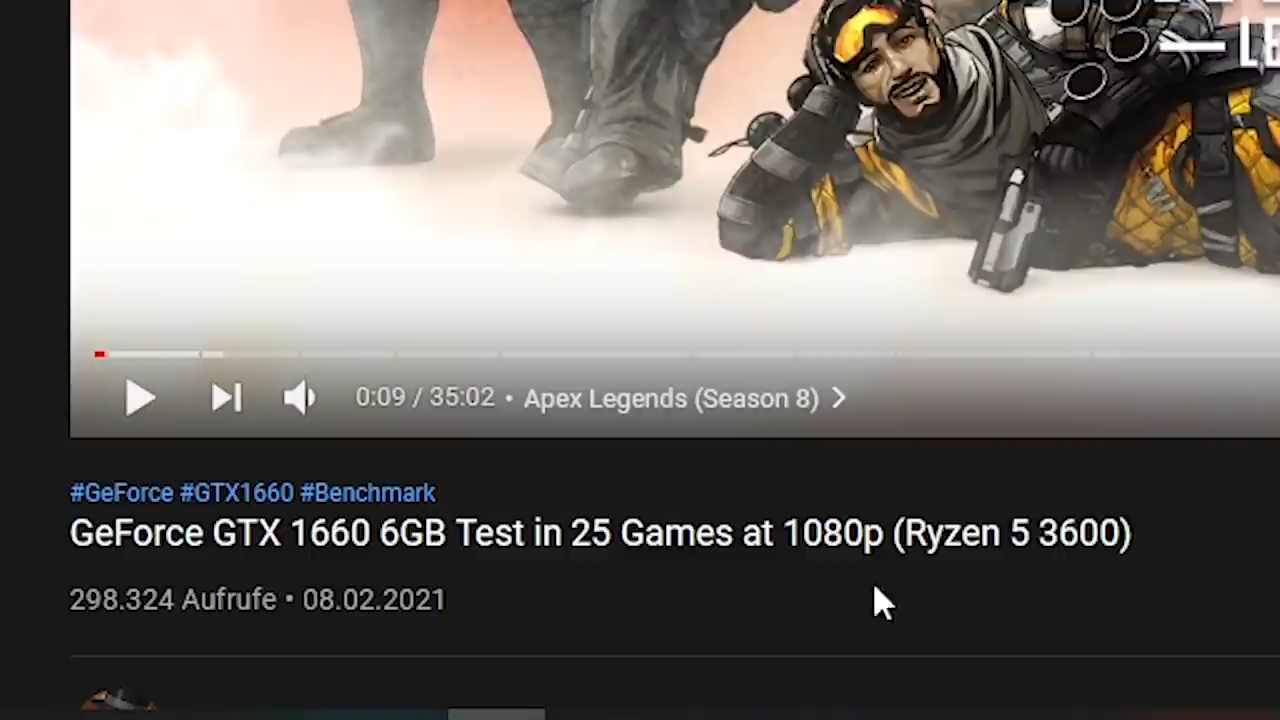 0:09 / 35:02 • Apex Legends (Season 8)
#GeForce #GTX1660 #Benchmark
GeForce GTX 1660 6GB Test in 25 Games at 1080p (Ryzen 5 3600)
298.324 Aufrufe • 08.02.2021